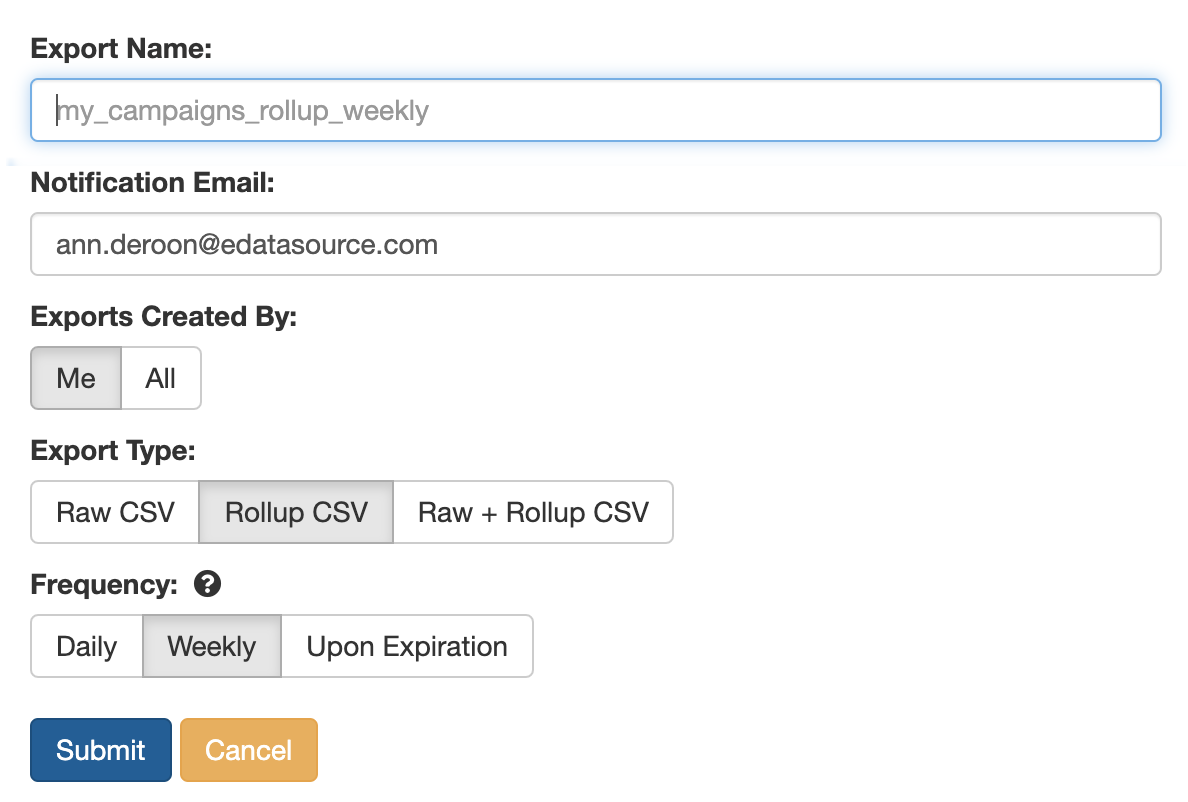 Export Name:
my_campaigns_rollup_weekly
Notification Email:
ann.deroon@edatasource.com
Exports Created By:
Me All
Export Type:
Raw CSV Rollup CSV Raw + Rollup CSV
Frequency: ?
Daily Weekly Upon Expiration
Submit Cancel